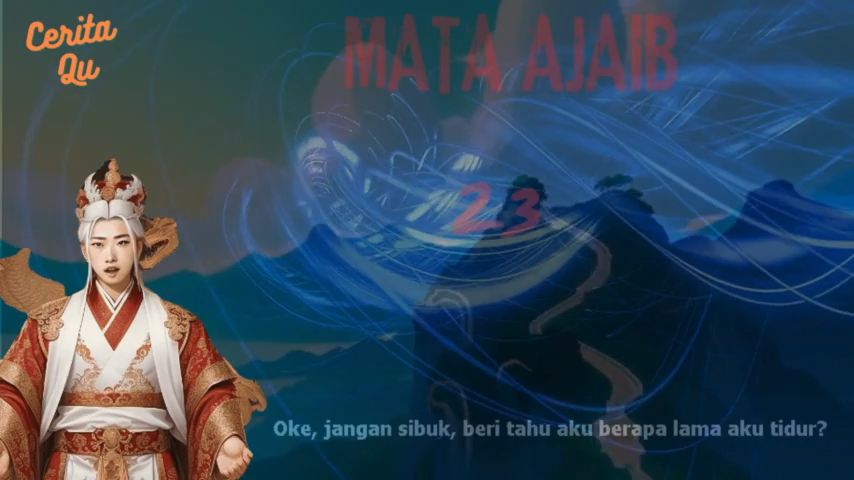 Cerita
Qu
MATA AJAIB
23
Oke, jangan sibuk, beri tahu aku berapa lama aku tidur?